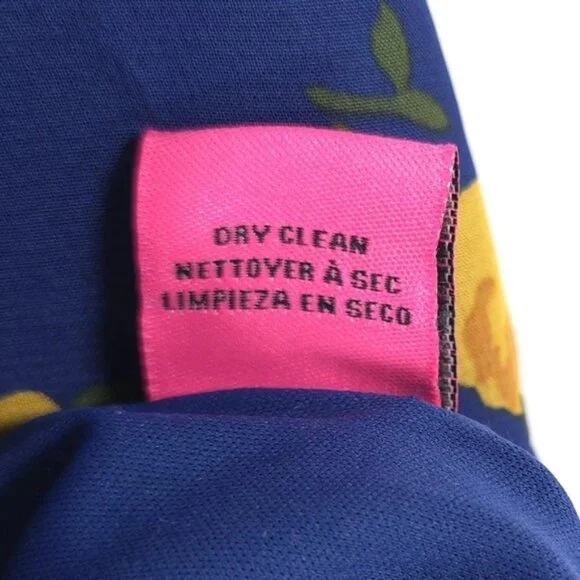 DRY CLEAN
NETTOYER À SEC
LIMPIEZA EN SECO